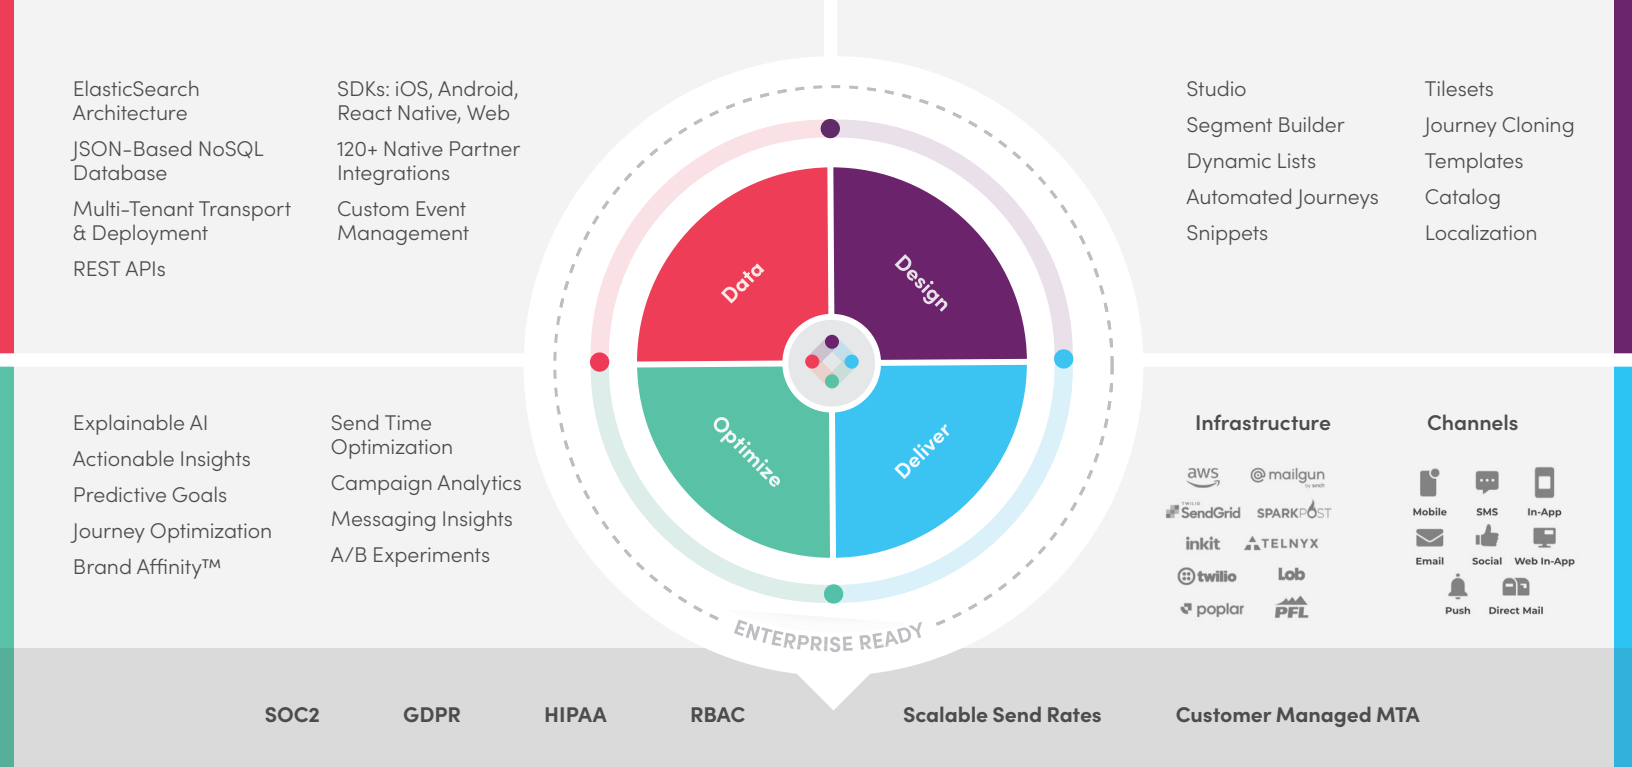 ElasticSearch
Architecture
JSON-Based NoSQL
Database
Multi-Tenant Transport
& Deployment
REST APIs
SDKs: iOS, Android,
React Native, Web
120+ Native Partner
Integrations
Custom Event
Management
Data
Design
Optimize
Deliver
ENTERPRISE READY
Studio
Segment Builder
Dynamic Lists
Automated Journeys
Snippets
Tilesets
Journey Cloning
Templates
Catalog
Localization
Explainable AI
Actionable Insights
Predictive Goals
Journey Optimization
Brand Affinity™
Send Time
Optimization
Campaign Analytics
Messaging Insights
A/B Experiments
Infrastructure
aws
@mailgun
by sinch
TWILIO
SendGrid
SPARKPOST
inkit
TELNYX
twilio
Lob
poplar
PFL
Channels
Mobile
SMS
In-App
Email
Social
Web In-App
Push
Direct Mail
SOC2
GDPR
HIPAA
RBAC
Scalable Send Rates
Customer Managed MTA